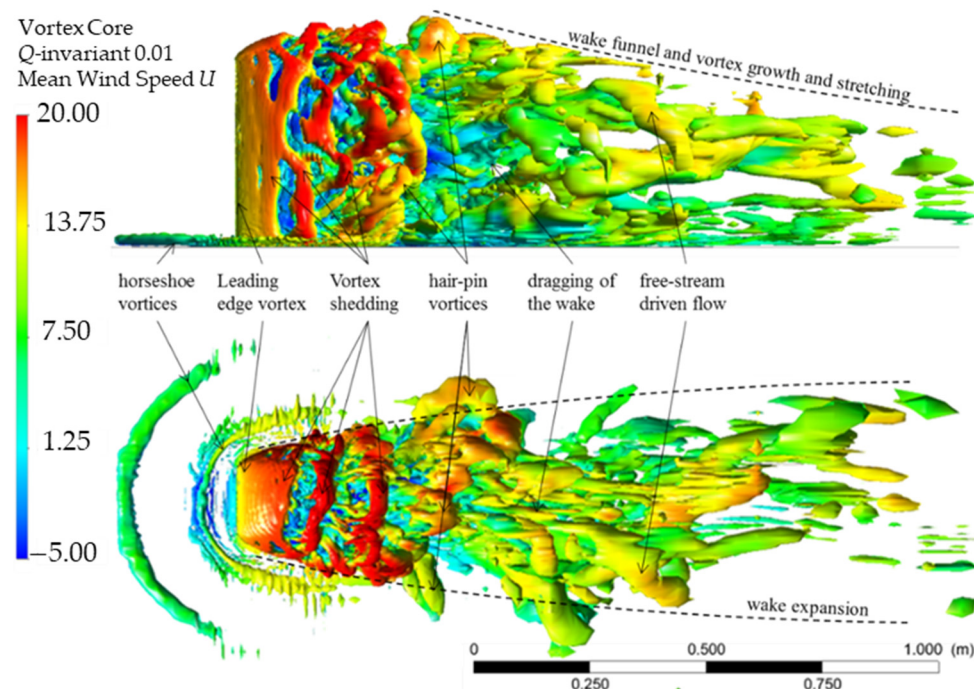 Vortex Core
Q-invariant 0.01
Mean Wind Speed U
20.00
13.75
7.50
1.25
−5.00
wake funnel and vortex growth and stretching
horseshoe
vortices
Leading
edge vortex
Vortex
shedding
hair-pin
vortices
dragging of
the wake
free-stream
driven flow
wake expansion
0 0.500 1.000 (m)
0.250 0.750